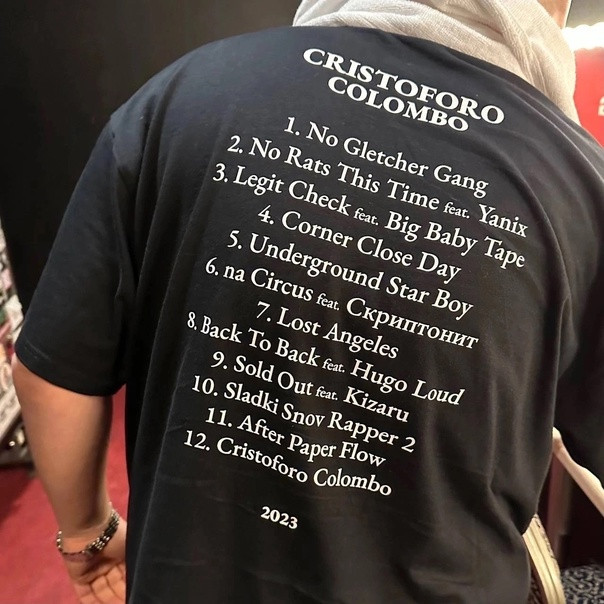 CRISTOFORO
COLOMBO
1. No Gletcher Gang
2. No Rats This Time feat. Yanix
3. Legit Check feat. Big Baby Tape
4. Corner Close Day
5. Underground Star Boy
6. na Circus feat. Скриптонит
7. Lost Angeles
8. Back To Back feat. Hugo Loud
9. Sold Out feat. Kizaru
10. Sladki Snov Rapper 2
11. After Paper Flow
12. Cristoforo Colombo
2023